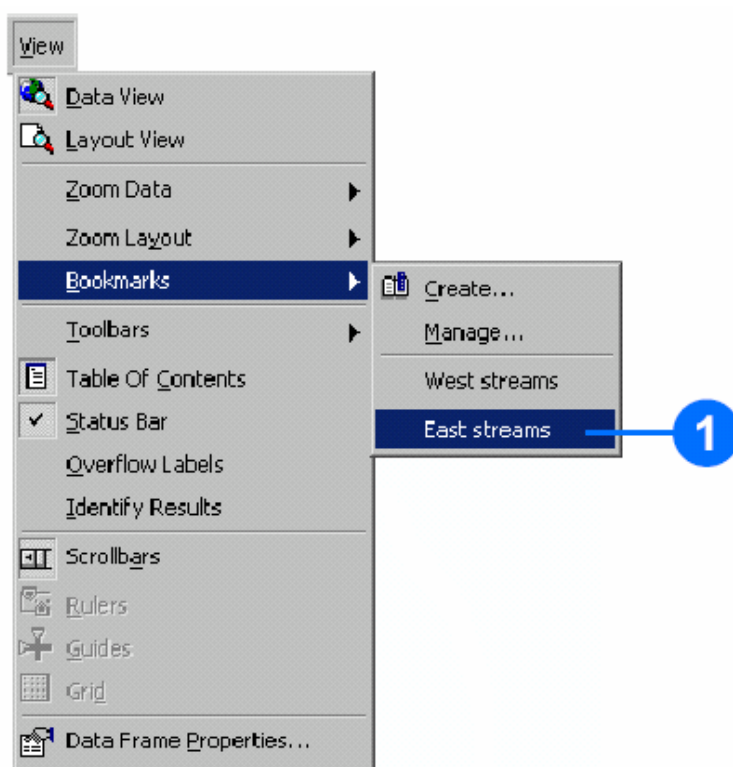 View
Data View
Layout View
Zoom Data
Zoom Layout
Bookmarks
Create...
Manage...
West streams
East streams
1
Toolbars
Table Of Contents
Status Bar
Overflow Labels
Identify Results
Scrollbars
Rulers
Guides
Grid
Data Frame Properties...